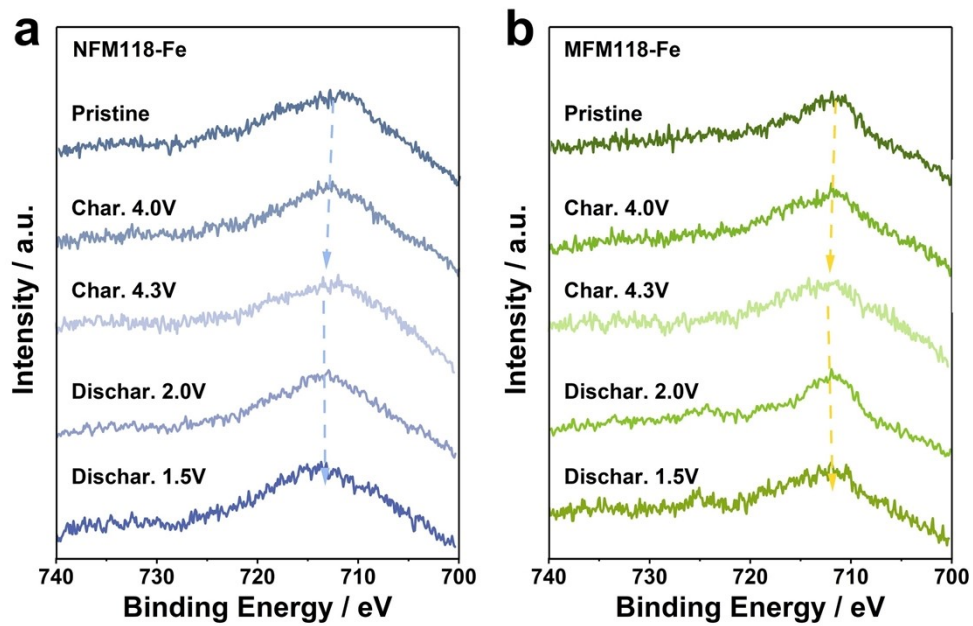 a
NFM118-Fe
Pristine
Char. 4.0V
Char. 4.3V
Dischar. 2.0V
Dischar. 1.5V
Intensity / a.u.
740 730 720 710 700
Binding Energy / eV
b
MFM118-Fe
Pristine
Char. 4.0V
Char. 4.3V
Dischar. 2.0V
Dischar. 1.5V
Intensity / a.u.
740 730 720 710 700
Binding Energy / eV